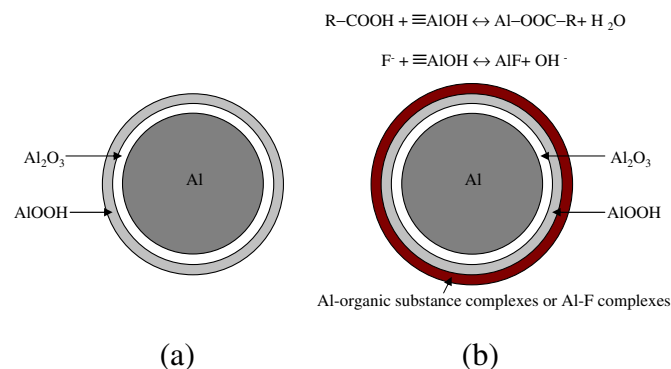 R–COOH + ≡AlOH ↔ Al–OOC–R+ H ₂O
F⁻ + ≡AlOH ↔ AlF+ OH ⁻
Al₂O₃
Al
AlOOH
Al₂O₃
Al
AlOOH
Al-organic substance complexes or Al-F complexes
(a)
(b)